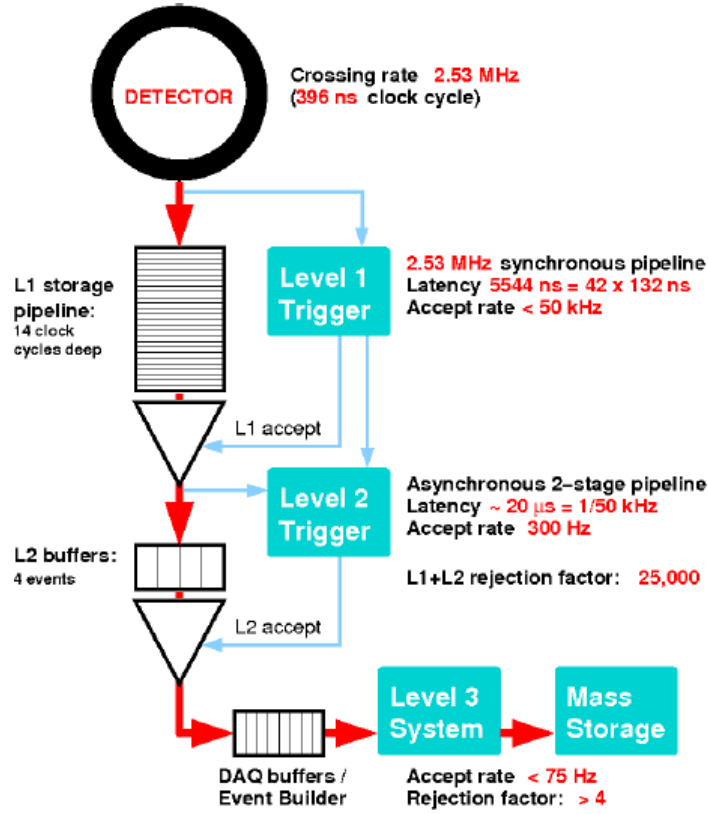 DETECTOR
Crossing rate 2.53 MHz
(396 ns clock cycle)
L1 storage
pipeline:
14 clock
cycles deep
Level 1
Trigger
2.53 MHz synchronous pipeline
Latency 5544 ns = 42 x 132 ns
Accept rate < 50 kHz
L1 accept
Level 2
Trigger
Asynchronous 2-stage pipeline
Latency ~ 20 µs = 1/50 kHz
Accept rate 300 Hz
L1+L2 rejection factor: 25,000
L2 buffers:
4 events
L2 accept
Level 3
System
Mass
Storage
DAQ buffers /
Event Builder
Accept rate < 75 Hz
Rejection factor: > 4